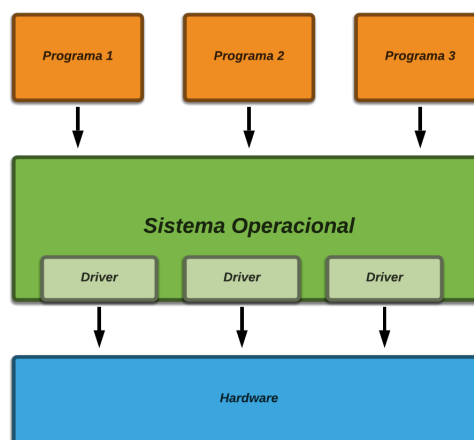 Programa 1
Programa 2
Programa 3
Sistema Operacional
Driver
Driver
Driver
Hardware